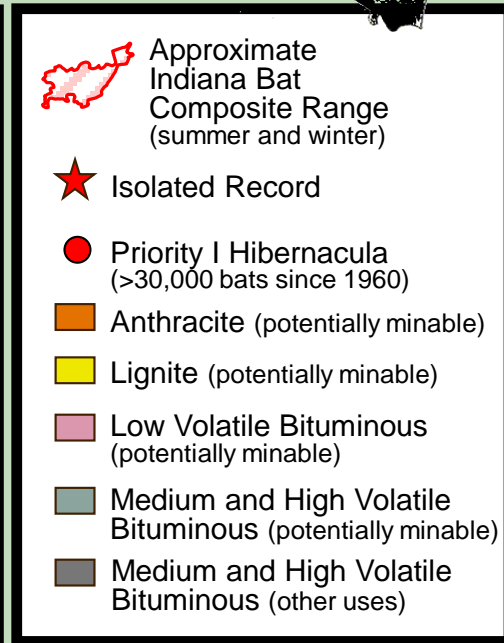 Approximate
Indiana Bat
Composite Range
(summer and winter)
Isolated Record
Priority I Hibernacula
(>30,000 bats since 1960)
Anthracite (potentially minable)
Lignite (potentially minable)
Low Volatile Bituminous
(potentially minable)
Medium and High Volatile
Bituminous (potentially minable)
Medium and High Volatile
Bituminous (other uses)